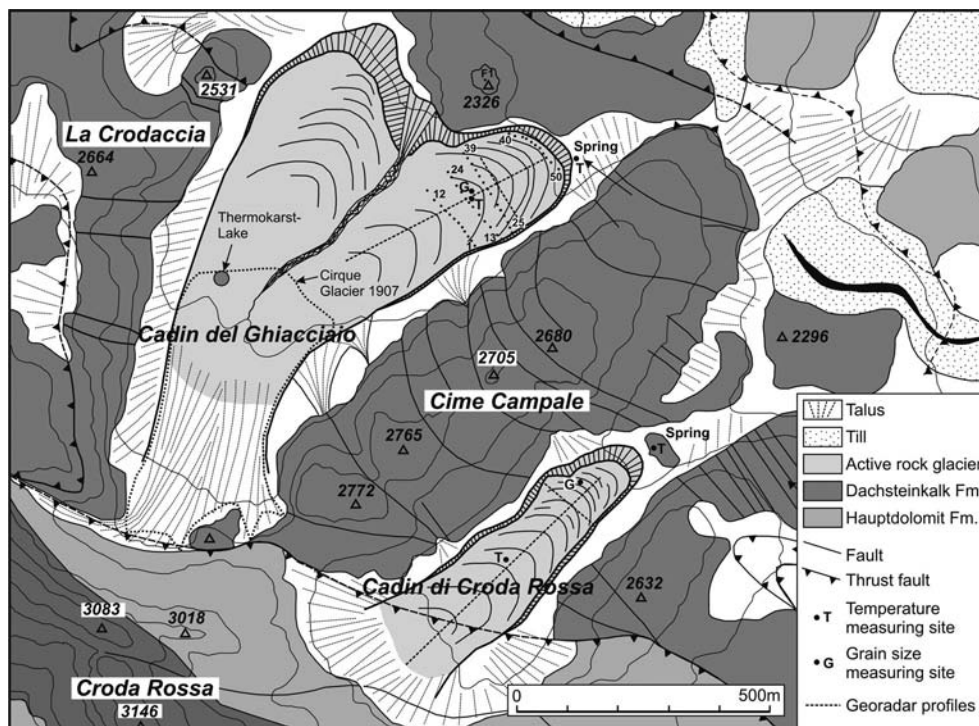 F1
2531
2326
La Crodaccia
2664
39
40
Spring
T
24
50
G
12
T
Thermokarst-
Lake
25
13
Cirque
Glacier 1907
Cadin del Ghiacciaio
2680
2705
2296
Cime Campale
2765
Spring
T
G
2772
T
Cadin di Croda Rossa
2632
3083
3018
Croda Rossa
3146
0
500m
Talus
Till
Active rock glacier
Dachsteinkalk Fm.
Hauptdolomit Fm.
Fault
Thrust fault
T
Temperature
measuring site
G
Grain size
measuring site
Georadar profiles